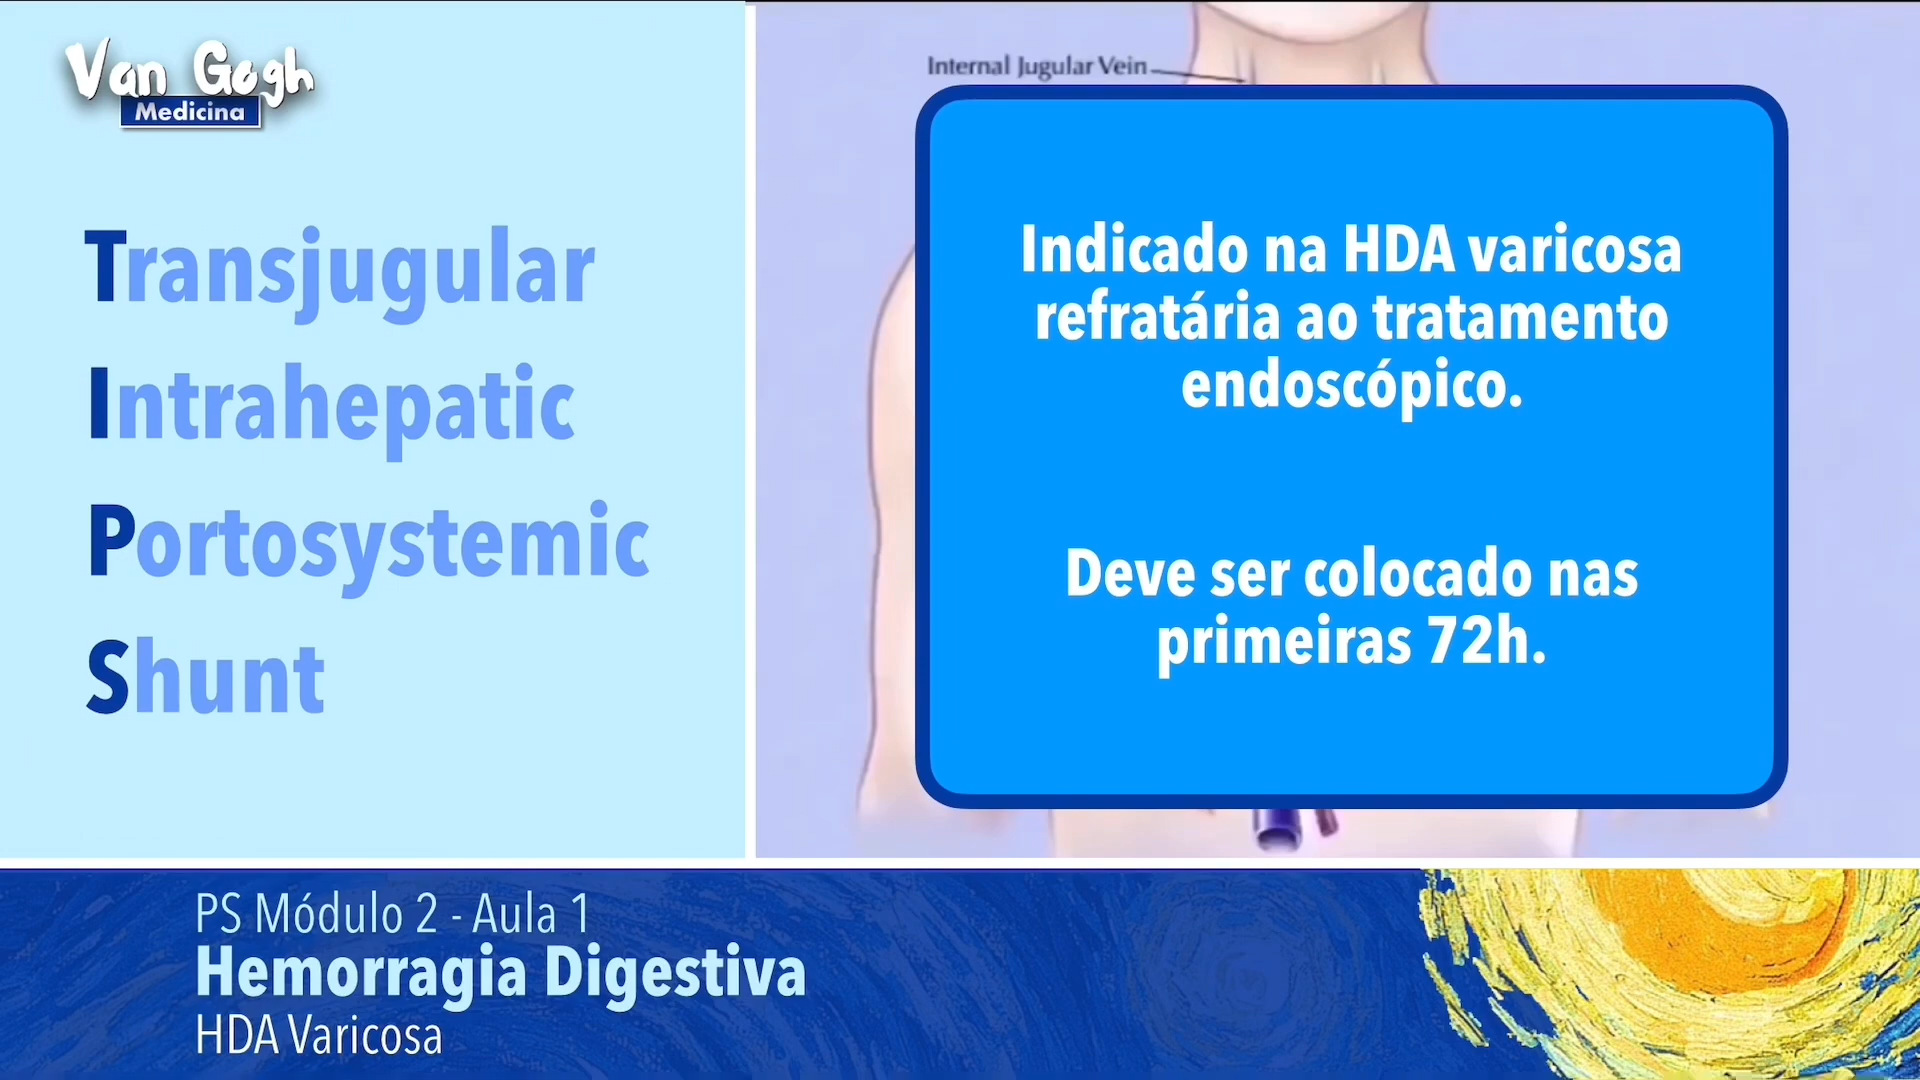 Van Gogh
Medicina
Transjugular
Intrahepatic
Portosystemic
Shunt
Internal Jugular Vein
Indicado na HDA varicosa
refratária ao tratamento
endoscópico.
Deve ser colocado nas
primeiras 72h.
PS Módulo 2 - Aula 1
Hemorragia Digestiva
HDA Varicosa